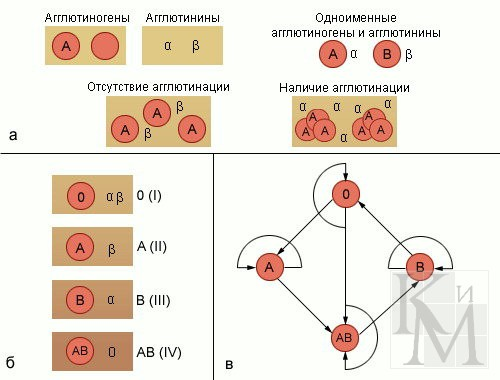 Агглютиногены
A
Агглютинины
α β
Одноименные
агглютиногены и агглютинины
A α B β
Отсутствие агглютинации
A β A β A
Наличие агглютинации
α α α α
A A A A A A
а
0 αβ 0 (I)
A β A (II)
B α B (III)
AB 0 AB (IV)
б
0
A
B
AB
в
К и М